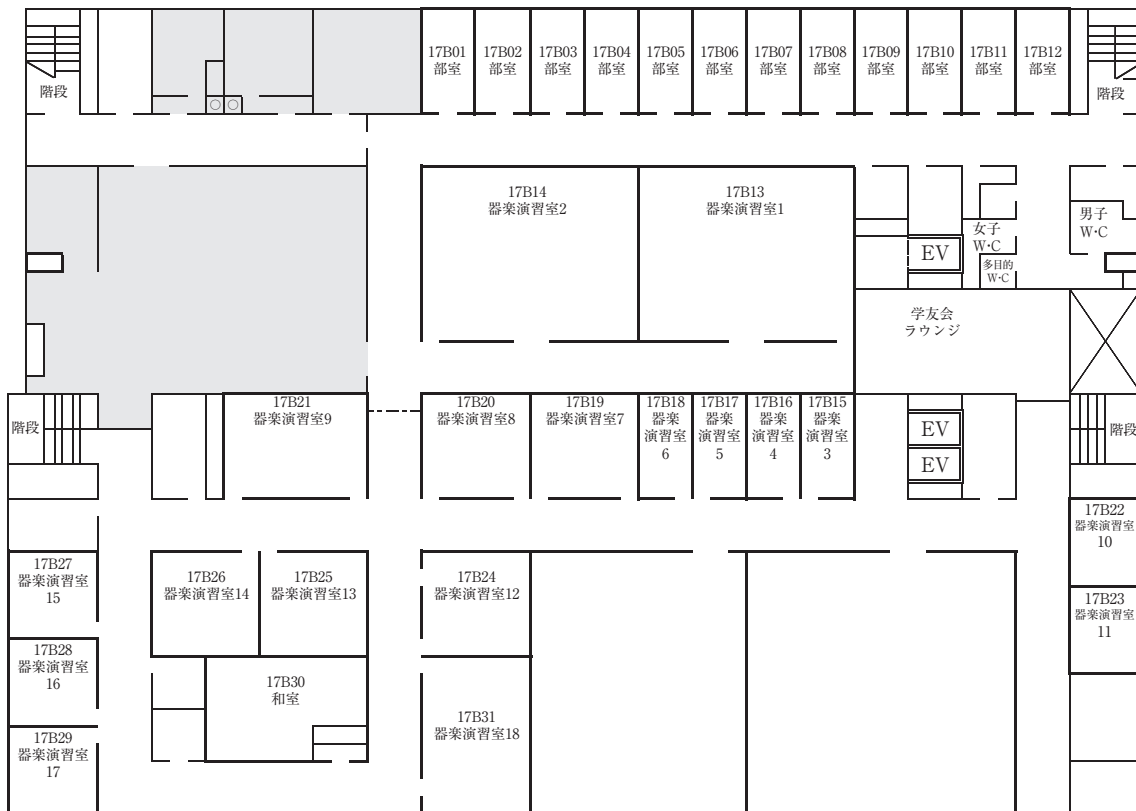 17B01
部室
17B02
部室
17B03
部室
17B04
部室
17B05
部室
17B06
部室
17B07
部室
17B08
部室
17B09
部室
17B10
部室
17B11
部室
17B12
部室
階段
階段
17B14
器楽演習室2
17B13
器楽演習室1
女子
W・C
男子
W・C
EV
多目的
W・C
学友会
ラウンジ
階段
17B21
器楽演習室9
17B20
器楽演習室8
17B19
器楽演習室7
17B18
器楽
演習室
6
17B17
器楽
演習室
5
17B16
器楽
演習室
4
17B15
器楽
演習室
3
EV
EV
階段
17B22
器楽演習室
10
17B27
器楽演習室
15
17B26
器楽演習室14
17B25
器楽演習室13
17B24
器楽演習室12
17B23
器楽演習室
11
17B28
器楽演習室
16
17B30
和室
17B31
器楽演習室18
17B29
器楽演習室
17